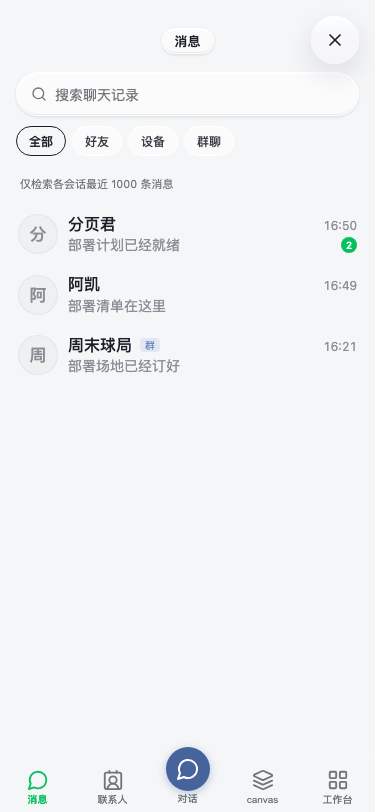 消息
搜索聊天记录
全部 好友 设备 群聊
仅检索各会话最近 1000 条消息
分 分页君 16:50
部署计划已经就绪 2
阿 阿凯 16:49
部署清单在这里
周 周末球局 群 16:21
部署场地已经订好
消息 联系人 对话 canvas 工作台